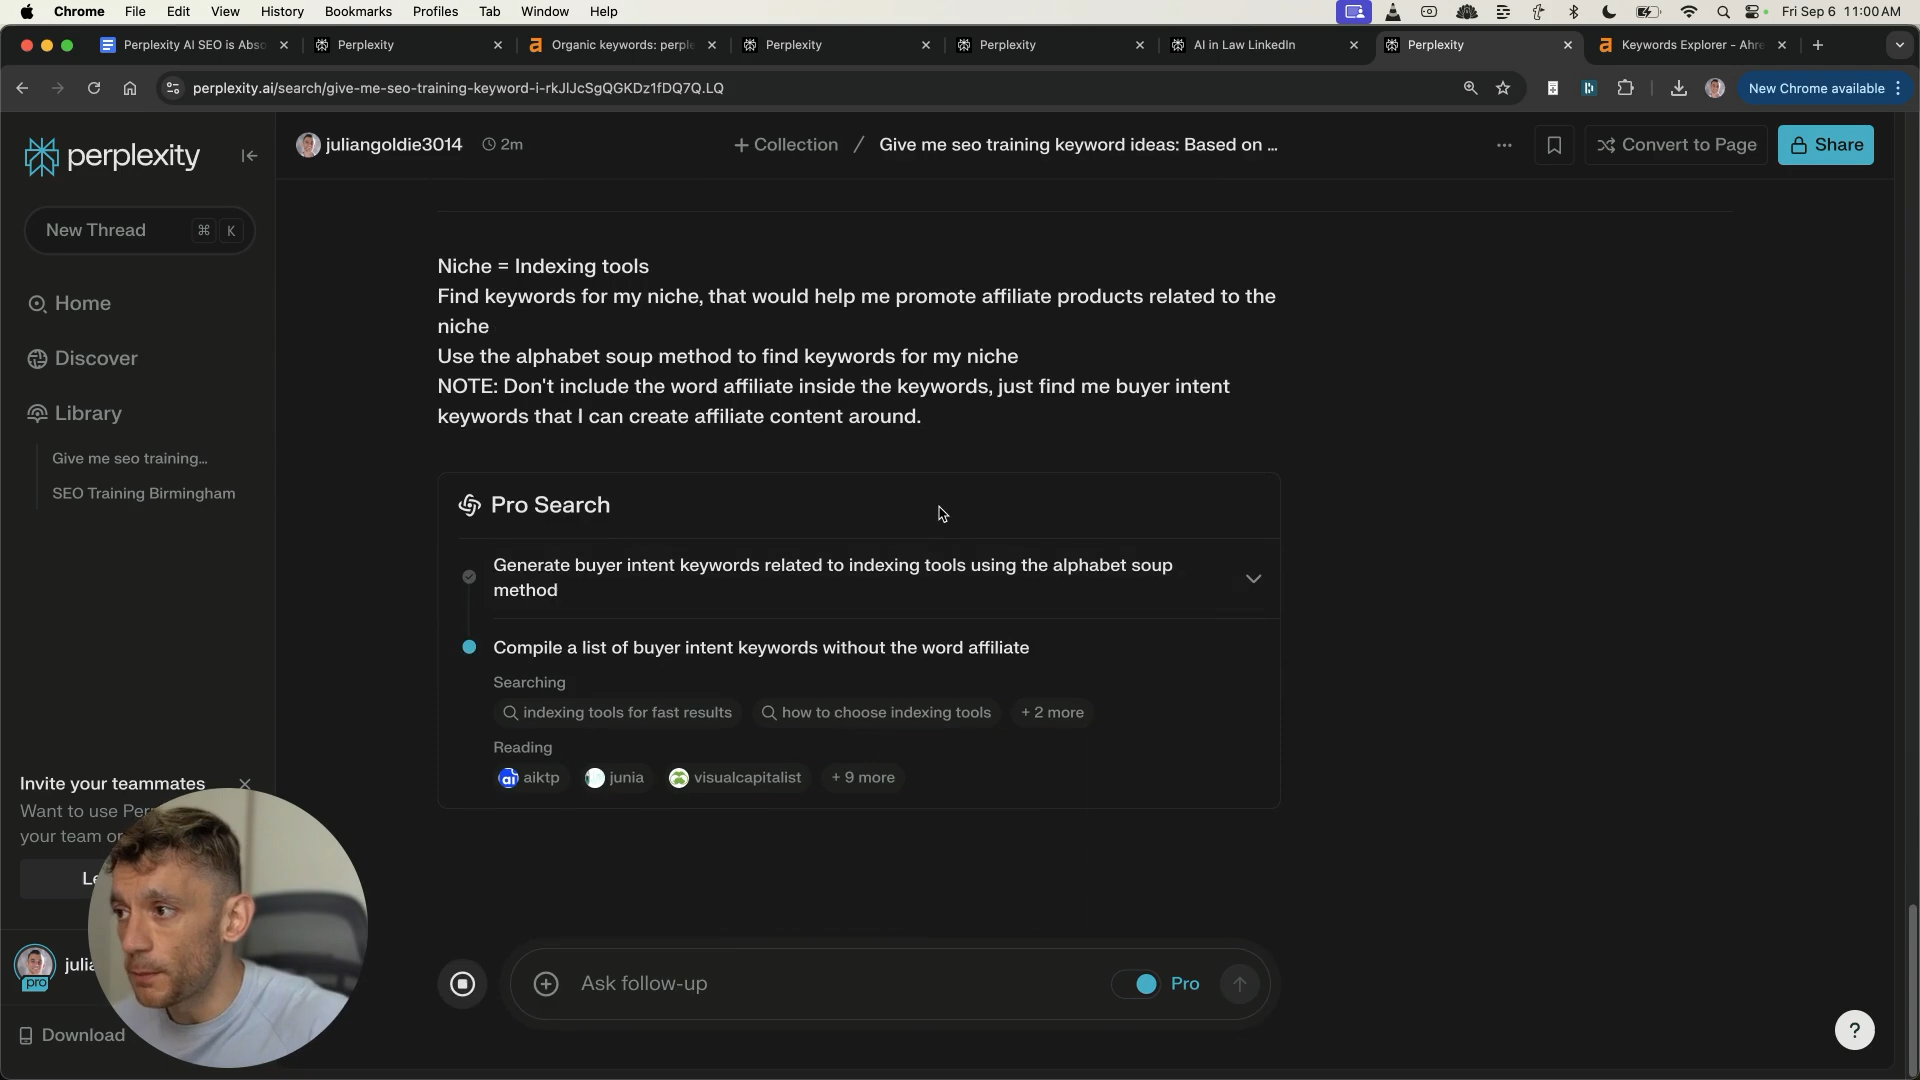 Chrome File Edit View History Bookmarks Profiles Tab Window Help Fri Sep 6 11:00 AM
Perplexity AI SEO is Abso Perplexity Organic keywords: perple Perplexity Perplexity AI in Law LinkedIn Perplexity Keywords Explorer - Ahre
perplexity.ai/search/give-me-seo-training-keyword-i-rkJlJcSgQGKDz1fDQ7Q.LQ New Chrome available
perplexity
juliangoldie3014 2m + Collection / Give me seo training keyword ideas: Based on ... Convert to Page Share
New Thread ⌘ K
Home
Discover
Library
Give me seo training...
SEO Training Birmingham
Niche = Indexing tools
Find keywords for my niche, that would help me promote affiliate products related to the
niche
Use the alphabet soup method to find keywords for my niche
NOTE: Don't include the word affiliate inside the keywords, just find me buyer intent
keywords that I can create affiliate content around.
Pro Search
Generate buyer intent keywords related to indexing tools using the alphabet soup
method
Compile a list of buyer intent keywords without the word affiliate
Searching
indexing tools for fast results how to choose indexing tools + 2 more
Reading
aiktp junia visualcapitalist + 9 more
Invite your teammates
Want to use Per
your team or
Le
julia
pro
Download
Ask follow-up Pro
?